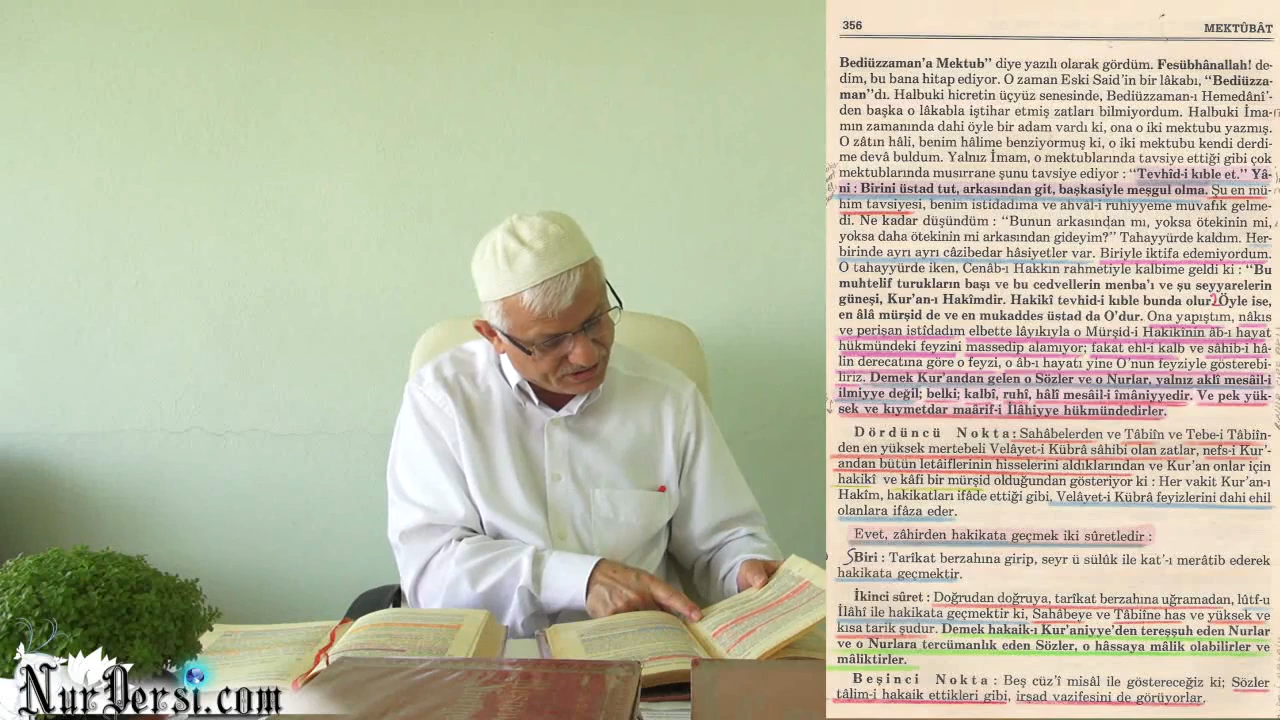 356
MEKTÛBÂT
Bediüzzaman'a Mektub" diye yazılı olarak gördüm. Fesübhânallah! de-
dim, bu bana hitap ediyor. O zaman Eski Said'in bir lâkabı, "Bediüzza-
man"dı. Halbuki hicretin üçyüz senesinde, Bediüzzaman-ı Hemedânî'-
den başka o lâkabla iştihar etmiş zatları bilmiyordum. Halbuki İma-
mın zamanında dahi öyle bir adam vardı ki, ona o iki mektubu yazmış.
O zâtın hâli, benim hâlime benziyormuş ki, o iki mektubu kendi derdi-
me devâ buldum. Yalnız İmam, o mektublarında tavsiye ettiği gibi çok
mektublarında musırrane şunu tavsiye ediyor : "Tevhîd-i kıble et." Yâ-
ni : Birini üstad tut, arkasından git, başkasiyle meşgul olma. Şu en mü-
him tavsiyesi, benim istidadıma ve ahvâl-i ruhiyyeme muvafık gelme-
di. Ne kadar düşündüm : "Bunun arkasından mı, yoksa ötekinin mi,
yoksa daha ötekinin mi arkasından gideyim?" Tahayyürde kaldım. Her-
birinde ayrı ayrı câzibedar hâsiyetler var. Biriyle iktifa edemiyordum.
O tahayyürde iken, Cenâb-ı Hakkın rahmetiyle kalbime geldi ki : "Bu
muhtelif turukların başı ve bu cedvellerin menba'ı ve şu seyyarelerin
güneşi, Kur'an-ı Hakîmdir. Hakikî tevhid-i kıble bunda olur. Öyle ise,
en âlâ mürşid de ve en mukaddes üstad da O'dur. Ona yapıştım, nâkıs
ve perişan istîdadım elbette lâyıkıyla o Mürşid-i Hakikînin âb-ı hayat
hükmündeki feyzini massedip alamıyor; fakat ehl-i kalb ve sâhib-i hâ-
lin derecatına göre o feyzi, o âb-ı hayatı yine O'nun feyziyle gösterebi-
liriz. Demek Kur'andan gelen o Sözler ve o Nurlar, yalnız aklî mesâil-i
ilmiyye değil; belki; kalbî, ruhî, hâlî mesâil-i îmâniyyedir. Ve pek yük-
sek ve kıymetdar maârif-i İlâhiyye hükmündedirler.
Dördüncü Nokta : Sahâbelerden ve Tâbiîn ve Tebe-i Tâbiîn-
den en yüksek mertebeli Velâyet-i Kübrâ sâhibi olan zatlar, nefs-i Kur'-
andan bütün letâiflerinin hisselerini aldıklarından ve Kur'an onlar için
hakikî ve kâfi bir mürşid olduğundan gösteriyor ki : Her vakit Kur'an-ı
Hakîm, hakikatları ifâde ettiği gibi, Velâyet-i Kübrâ feyizlerini dahi ehil
olanlara ifâza eder.
Evet, zâhirden hakikata geçmek iki sûretledir :
Biri : Tarîkat berzahına girip, seyr ü sülûk ile kat'-ı merâtib ederek
hakikata geçmektir.
İkinci sûret : Doğrudan doğruya, tarîkat berzahına uğramadan, lûtf-u
İlâhî ile hakikata geçmektir ki, Sahâbeye ve Tâbiîne has ve yüksek ve
kısa tarîk şudur. Demek hakaik-ı Kur'aniyye'den tereşşuh eden Nurlar
ve o Nurlara tercümanlık eden Sözler, o hâssaya mâlik olabilirler ve
mâliktirler.
Beşinci Nokta : Beş cüz'î misâl ile göstereceğiz ki; Sözler
tâlim-i hakaik ettikleri gibi, irşad vazifesini de görüyorlar.
NurDersi.com